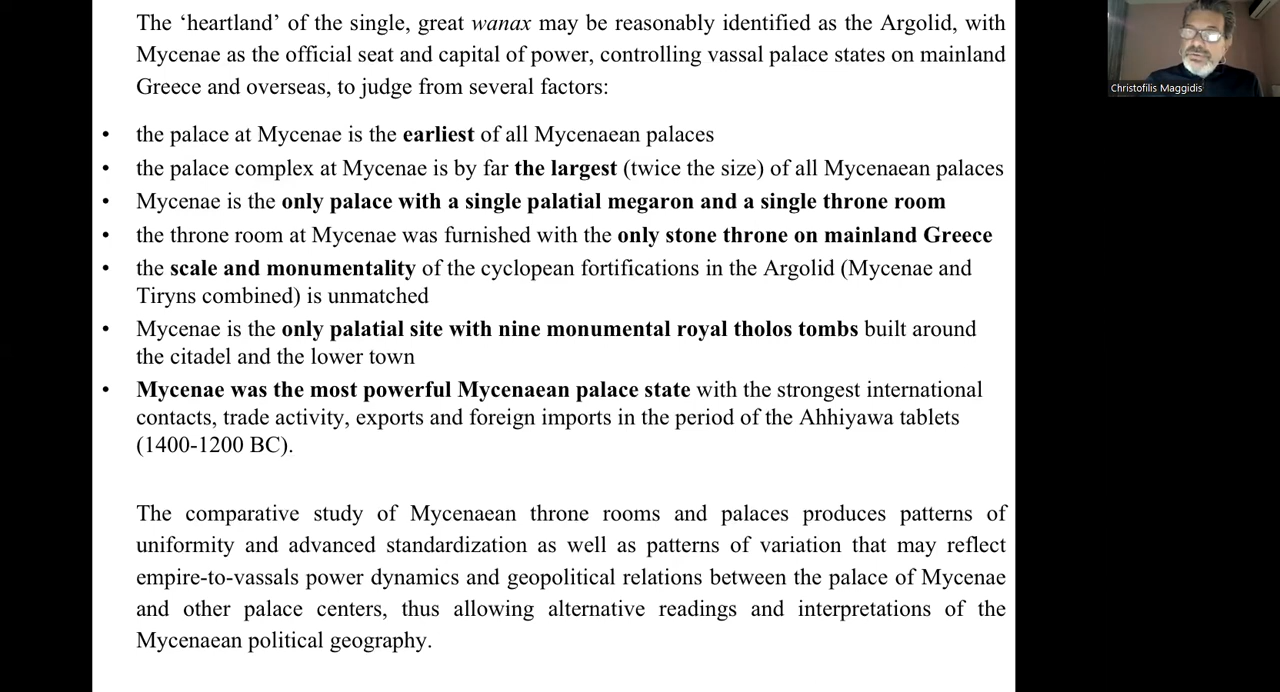 The ‘heartland’ of the single, great wanax may be reasonably identified as the Argolid, with
Mycenae as the official seat and capital of power, controlling vassal palace states on mainland
Greece and overseas, to judge from several factors:
• the palace at Mycenae is the earliest of all Mycenaean palaces
• the palace complex at Mycenae is by far the largest (twice the size) of all Mycenaean palaces
• Mycenae is the only palace with a single palatial megaron and a single throne room
• the throne room at Mycenae was furnished with the only stone throne on mainland Greece
• the scale and monumentality of the cyclopean fortifications in the Argolid (Mycenae and
Tiryns combined) is unmatched
• Mycenae is the only palatial site with nine monumental royal tholos tombs built around
the citadel and the lower town
• Mycenae was the most powerful Mycenaean palace state with the strongest international
contacts, trade activity, exports and foreign imports in the period of the Ahhiyawa tablets
(1400-1200 BC).
The comparative study of Mycenaean throne rooms and palaces produces patterns of
uniformity and advanced standardization as well as patterns of variation that may reflect
empire-to-vassals power dynamics and geopolitical relations between the palace of Mycenae
and other palace centers, thus allowing alternative readings and interpretations of the
Mycenaean political geography.
Christofilis Maggidis